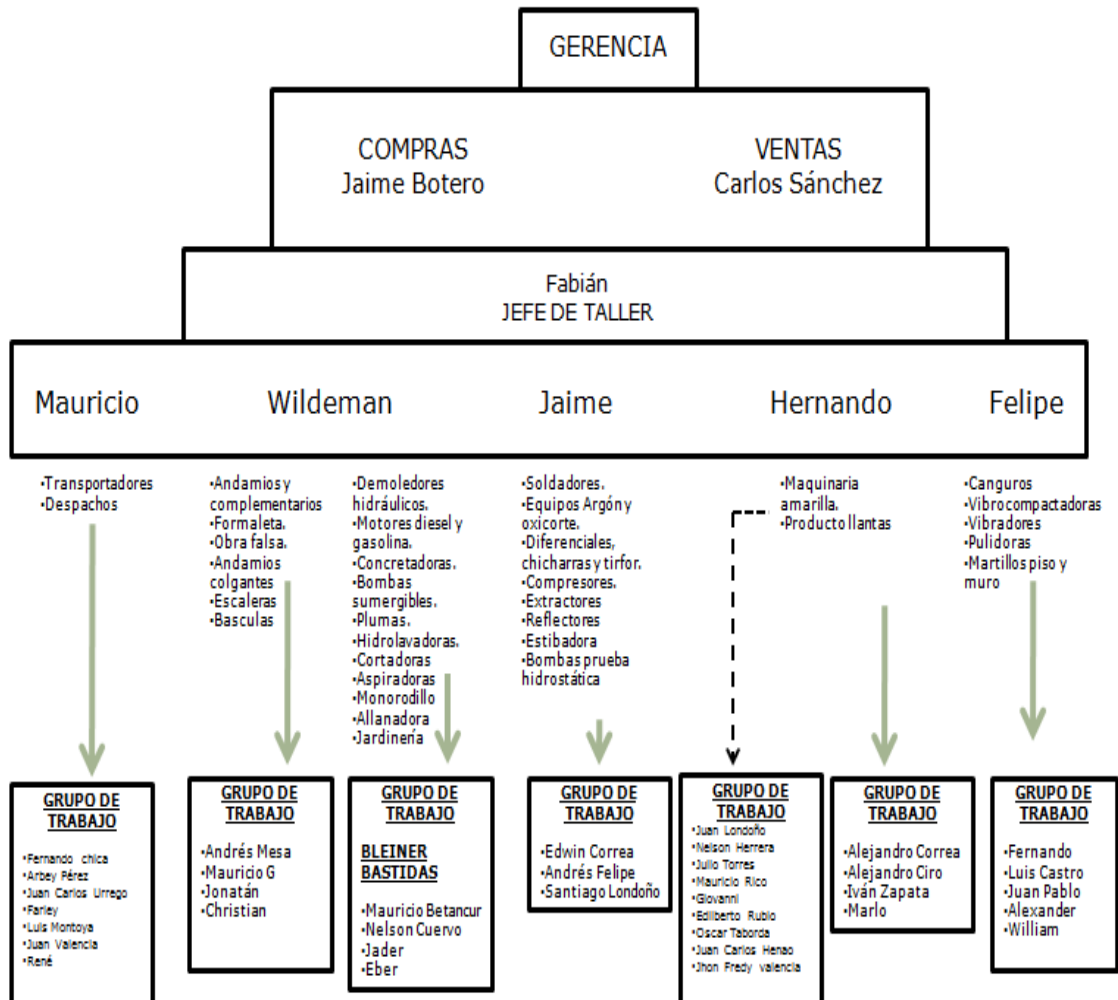 GERENCIA
COMPRAS
Jaime Botero
VENTAS
Carlos Sánchez
Fabián
JEFE DE TALLER
Mauricio
Wildeman
Jaime
Hernando
Felipe
•Transportadores
•Despachos
•Andamios y
complementarios
•Formaleta.
•Obra falsa.
•Andamios
colgantes
•Escaleras
•Basculas
•Demoledores
hidráulicos.
•Motores diesel y
gasolina.
•Concretadoras.
•Bombas
sumergibles.
•Plumas.
•Hidrolavadoras.
•Cortadoras
•Aspiradoras
•Monorodillo
•Allanadora
•Jardinería
•Soldadores.
•Equipos Argón y
oxicorte.
•Diferenciales,
chicharras y tirfor.
•Compresores.
•Extractores
•Reflectores
•Estibadora
•Bombas prueba
hidrostática
•Maquinaria
amarilla.
•Producto llantas
•Canguros
•Vibrocompactadoras
•Vibradores
•Pulidoras
•Martillos piso y
muro
GRUPO DE
TRABAJO
•Fernando chica
•Arbey Pérez
•Juan Carlos Urrego
•Farley
•Luis Montoya
•Juan Valencia
•René
GRUPO DE
TRABAJO
•Andrés Mesa
•Mauricio G
•Jonatán
•Christian
GRUPO DE
TRABAJO
BLEINER
BASTIDAS
•Mauricio Betancur
•Nelson Cuervo
•Jader
•Eber
GRUPO DE
TRABAJO
•Edwin Correa
•Andrés Felipe
•Santiago Londoño
GRUPO DE
TRABAJO
•Juan Londoño
•Nelson Herrera
•Julio Torres
•Mauricio Rico
•Giovanni
•Edilberto Rubio
•Oscar Taborda
•Juan Carlos Henao
•Jhon Fredy valencia
GRUPO DE
TRABAJO
•Alejandro Correa
•Alejandro Ciro
•Iván Zapata
•Marlo
GRUPO DE
TRABAJO
•Fernando
•Luis Castro
•Juan Pablo
•Alexander
•William